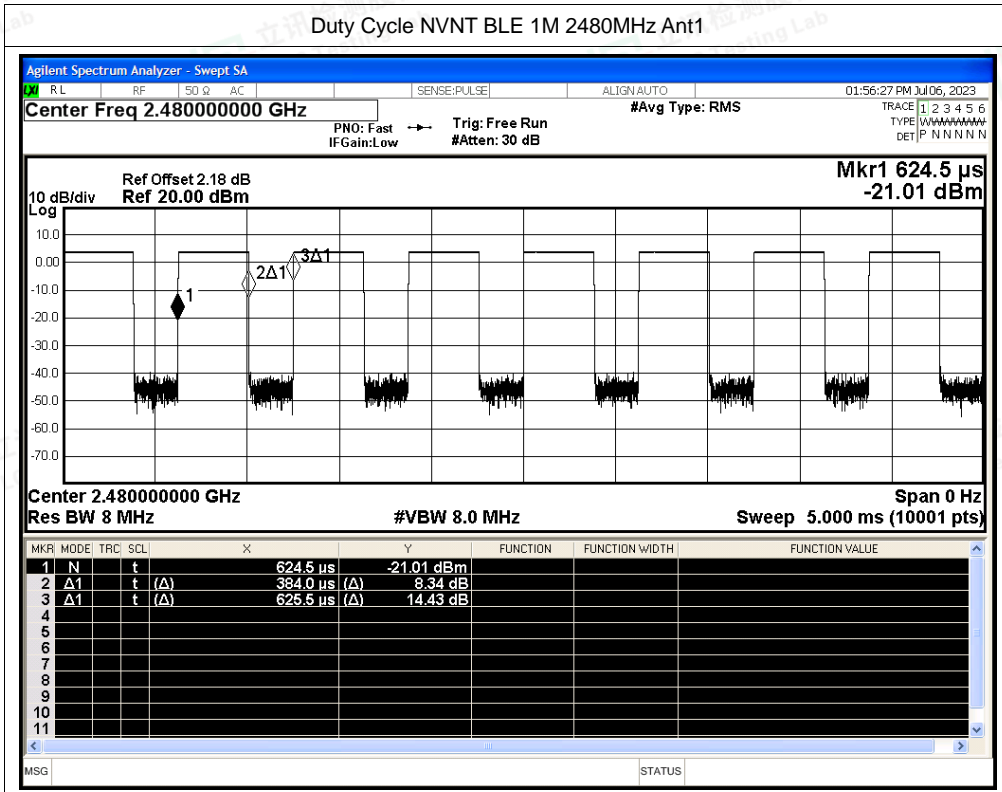 Duty Cycle NVNT BLE 1M 2480MHz Ant1
Agilent Spectrum Analyzer - Swept SA
LXI RL RF 50 Ω AC SENSE:PULSE ALIGN AUTO 01:56:27 PM Jul 06, 2023
Center Freq 2.480000000 GHz #Avg Type: RMS TRACE 1 2 3 4 5 6
PNO: Fast Trig: Free Run TYPE WWWWWW
IFGain:Low #Atten: 30 dB DET P N N N N N
Mkr1 624.5 µs
-21.01 dBm
Ref Offset 2.18 dB
10 dB/div Ref 20.00 dBm
Log
10.0
0.00
-10.0
-20.0
-30.0
-40.0
-50.0
-60.0
-70.0
1
2Δ1
3Δ1
Center 2.480000000 GHz Span 0 Hz
Res BW 8 MHz #VBW 8.0 MHz Sweep 5.000 ms (10001 pts)
MKR MODE TRC SCL X Y FUNCTION FUNCTION WIDTH FUNCTION VALUE
1 N t 624.5 µs -21.01 dBm
2 Δ1 t (Δ) 384.0 µs (Δ) 8.34 dB
3 Δ1 t (Δ) 625.5 µs (Δ) 14.43 dB
4
5
6
7
8
9
10
11
MSG STATUS